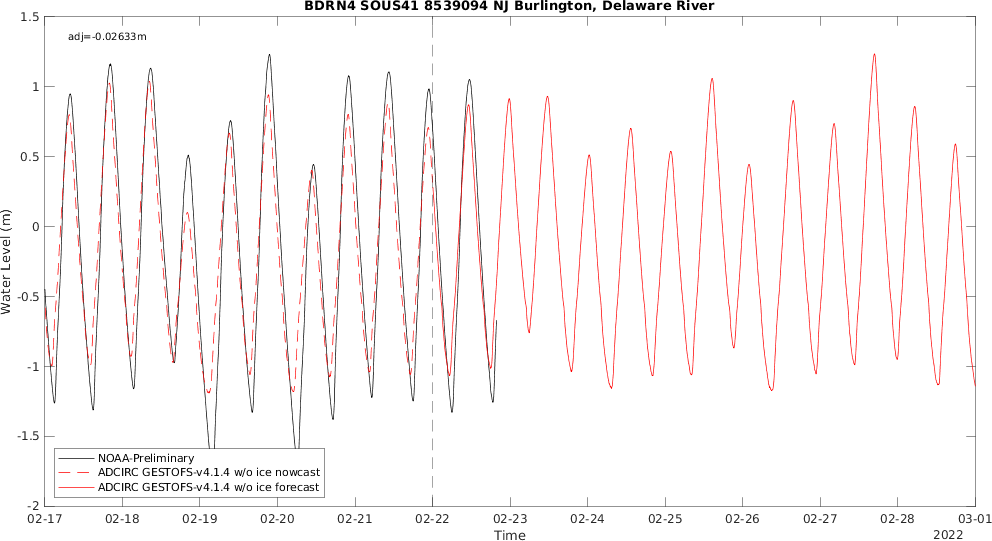 BDRN4 SOUS41 8539094 NJ Burlington, Delaware River
adj=-0.02633m
1.5
1
0.5
0
-0.5
-1
-1.5
-2
Water Level (m)
NOAA-Preliminary
ADCIRC GESTOFS-v4.1.4 w/o ice nowcast
ADCIRC GESTOFS-v4.1.4 w/o ice forecast
02-17 02-18 02-19 02-20 02-21 02-22 02-23 02-24 02-25 02-26 02-27 02-28 03-01
Time
2022